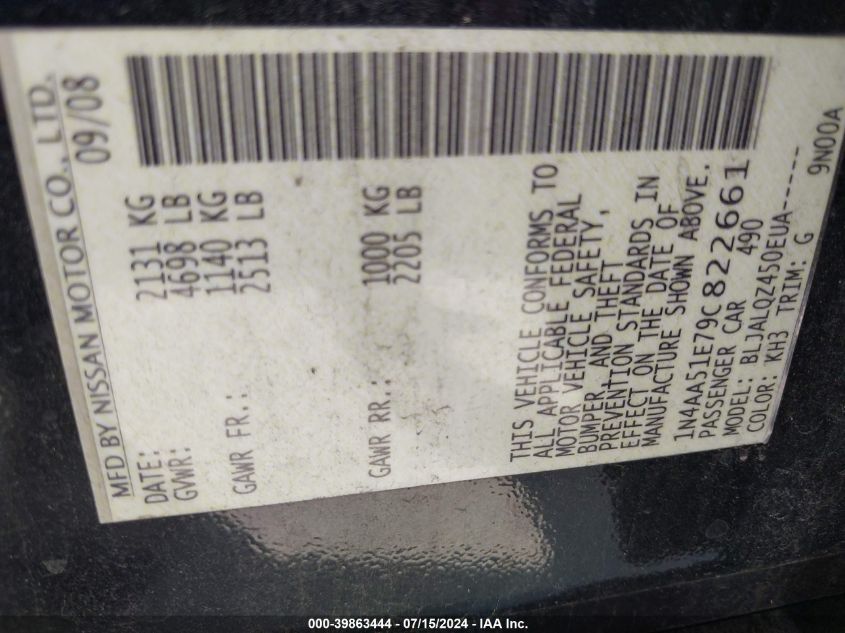 MFD BY NISSAN MOTOR CO., LTD.
DATE: 09/08
GVWR: 2131 KG
4698 LB
GAWR FR.: 1140 KG
2513 LB
GAWR RR.: 1000 KG
2205 LB
THIS VEHICLE CONFORMS TO
ALL APPLICABLE FEDERAL
MOTOR VEHICLE SAFETY,
BUMPER, AND THEFT
PREVENTION STANDARDS IN
EFFECT ON THE DATE OF
MANUFACTURE SHOWN ABOVE.
1N4AA51E79C822661
PASSENGER CAR 490
MODEL: BLJALQZ450EUA------
COLOR: KH3 TRIM: G 9N00A
000-39863444 - 07/15/2024 - IAA Inc.